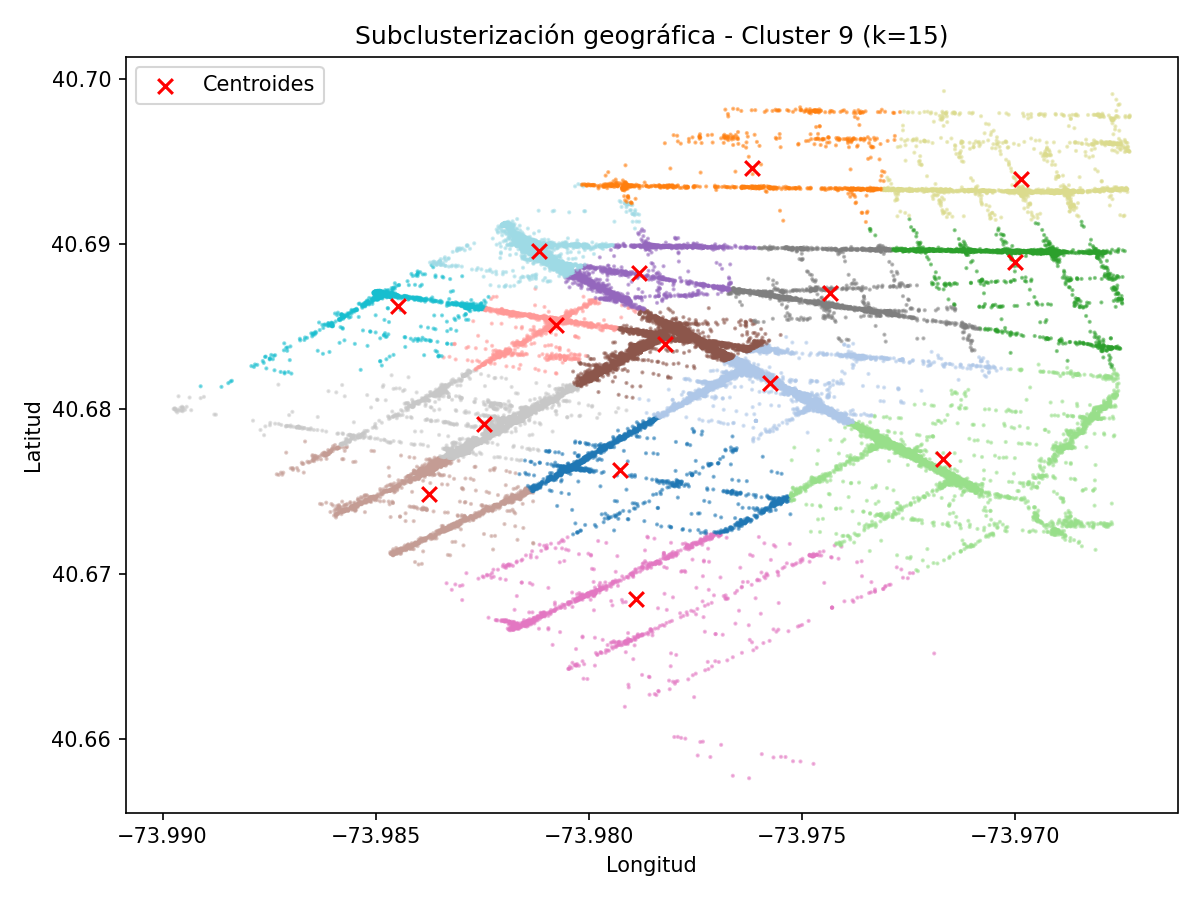 Subclusterización geográfica - Cluster 9 (k=15)
Centroides
40.70
40.69
40.68
40.67
40.66
Latitud
−73.990
−73.985
−73.980
−73.975
−73.970
Longitud